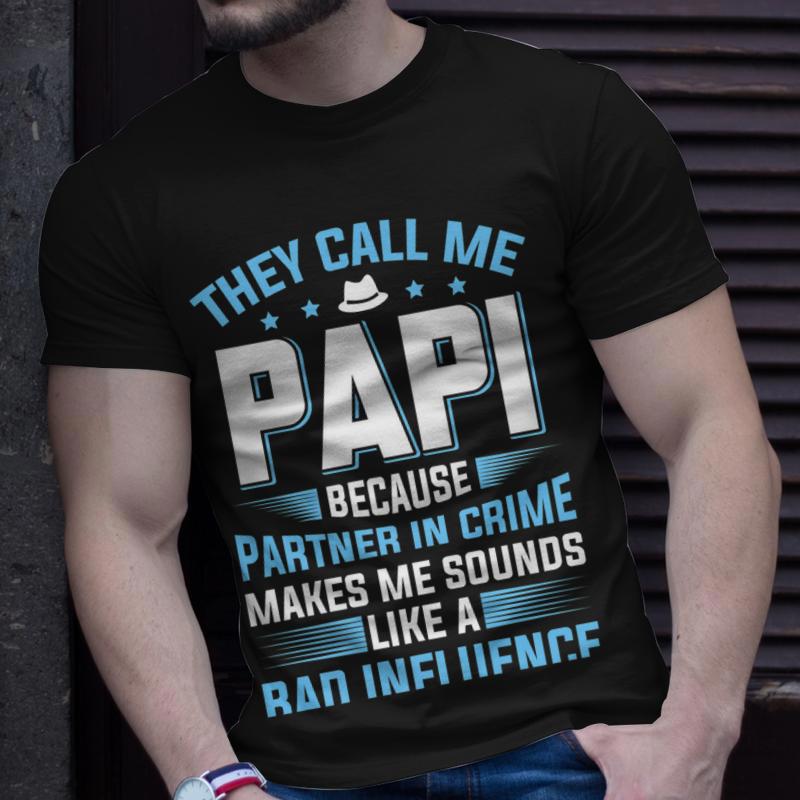 THEY CALL ME
PAPI
BECAUSE
PARTNER IN CRIME
MAKES ME SOUNDS
LIKE A
BAD INFLUENCE